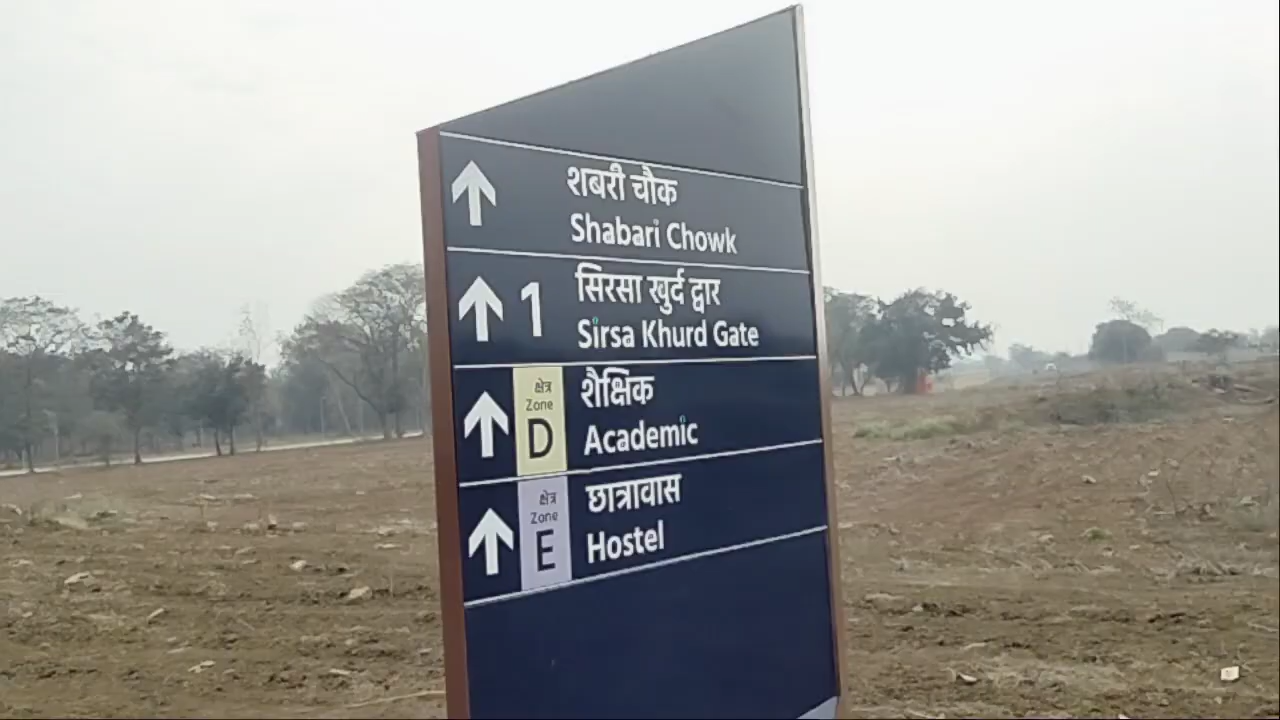 शबरी चौक
Shabari Chowk
1
सिरसा खुर्द द्वार
Sirsa Khurd Gate
क्षेत्र
Zone
D
शैक्षिक
Academic
क्षेत्र
Zone
E
छात्रावास
Hostel